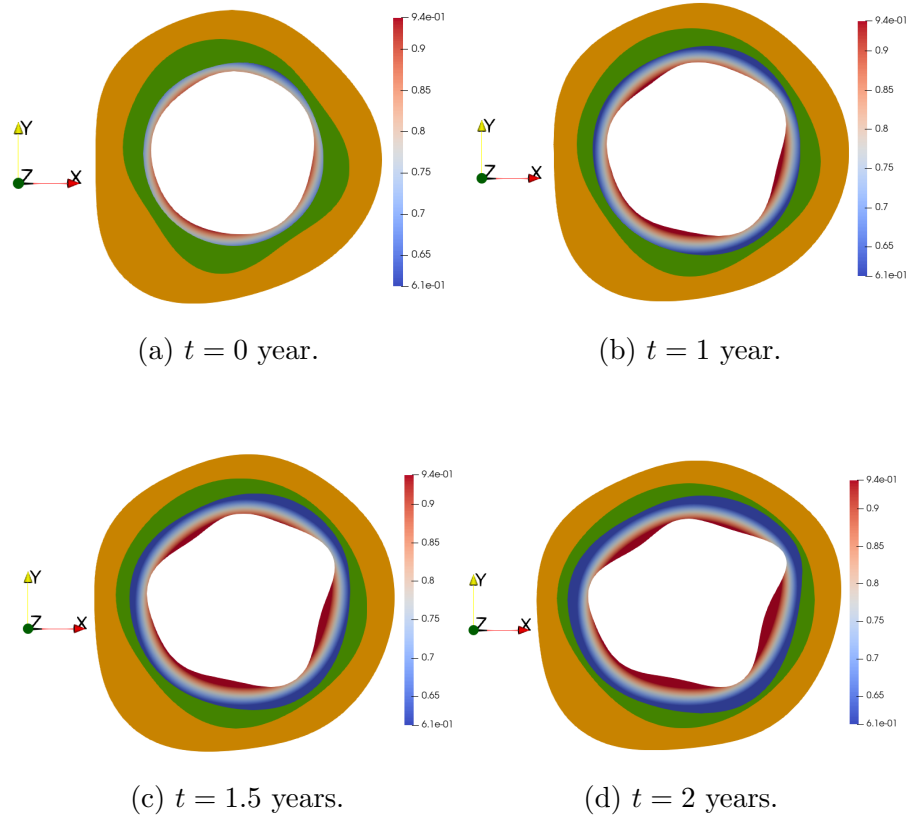 9.4e-01
0.9
0.85
0.8
0.75
0.7
0.65
6.1e-01
Y
Z
X
(a) t = 0 year.
9.4e-01
0.9
0.85
0.8
0.75
0.7
0.65
6.1e-01
Y
Z
X
(b) t = 1 year.
9.4e-01
0.9
0.85
0.8
0.75
0.7
0.65
6.1e-01
Y
Z
X
(c) t = 1.5 years.
9.4e-01
0.9
0.85
0.8
0.75
0.7
0.65
6.1e-01
Y
Z
X
(d) t = 2 years.